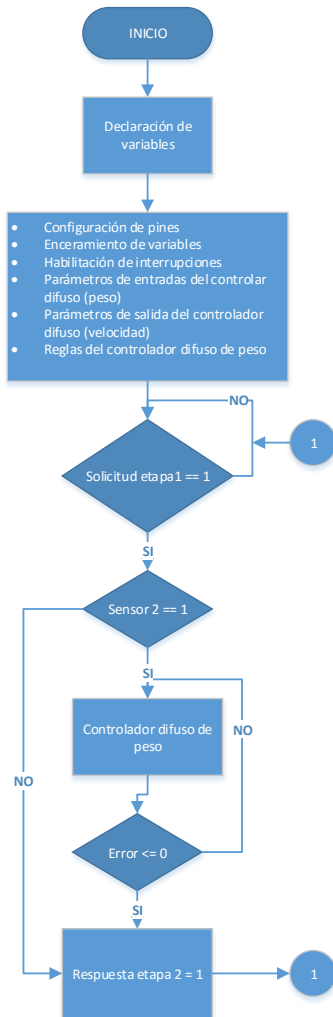 INICIO
Declaración de
variables
• Configuración de pines
• Enceramiento de variables
• Habilitación de interrupciones
• Parámetros de entradas del controlar
difuso (peso)
• Parámetros de salida del controlador
difuso (velocidad)
• Reglas del controlador difuso de peso
NO
1
Solicitud etapa1 == 1
SI
Sensor 2 == 1
SI
Controlador difuso de
peso
NO
NO
Error <= 0
SI
Respuesta etapa 2 = 1
1